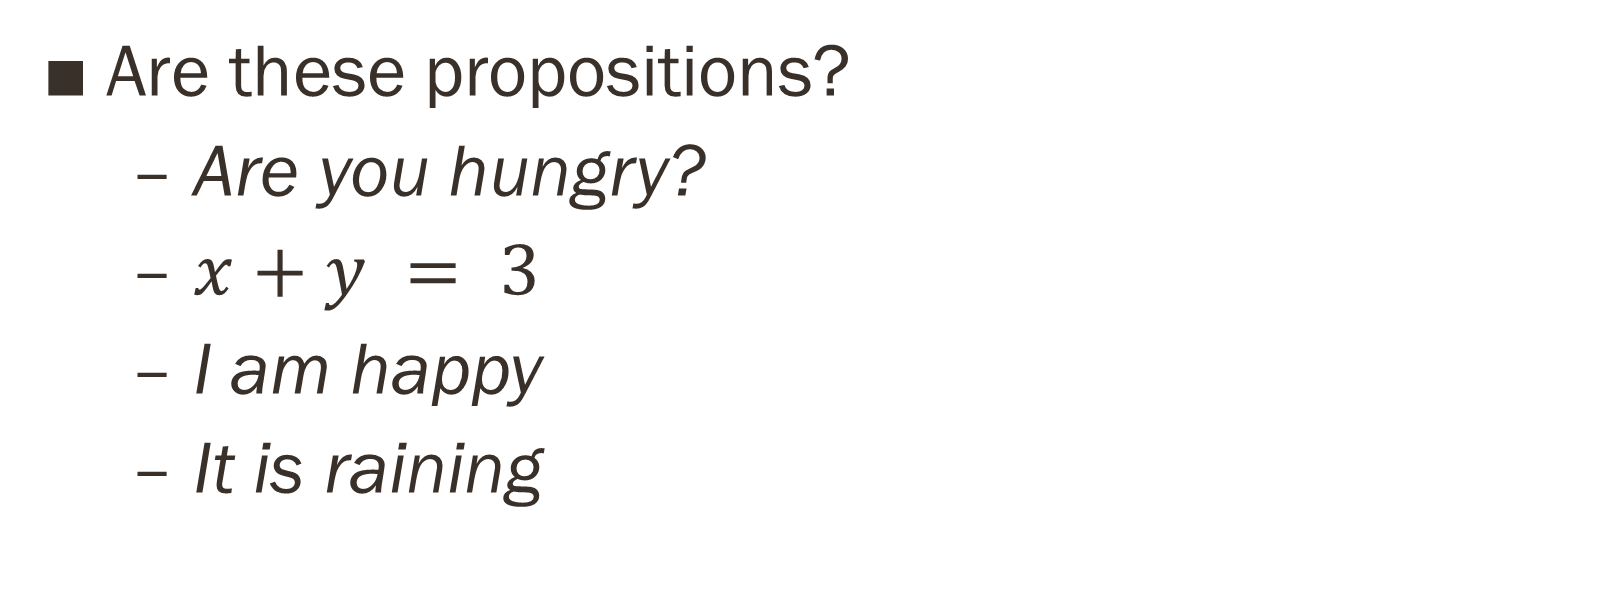 ■ Are these propositions?
– Are you hungry?
– x + y = 3
– I am happy
– It is raining